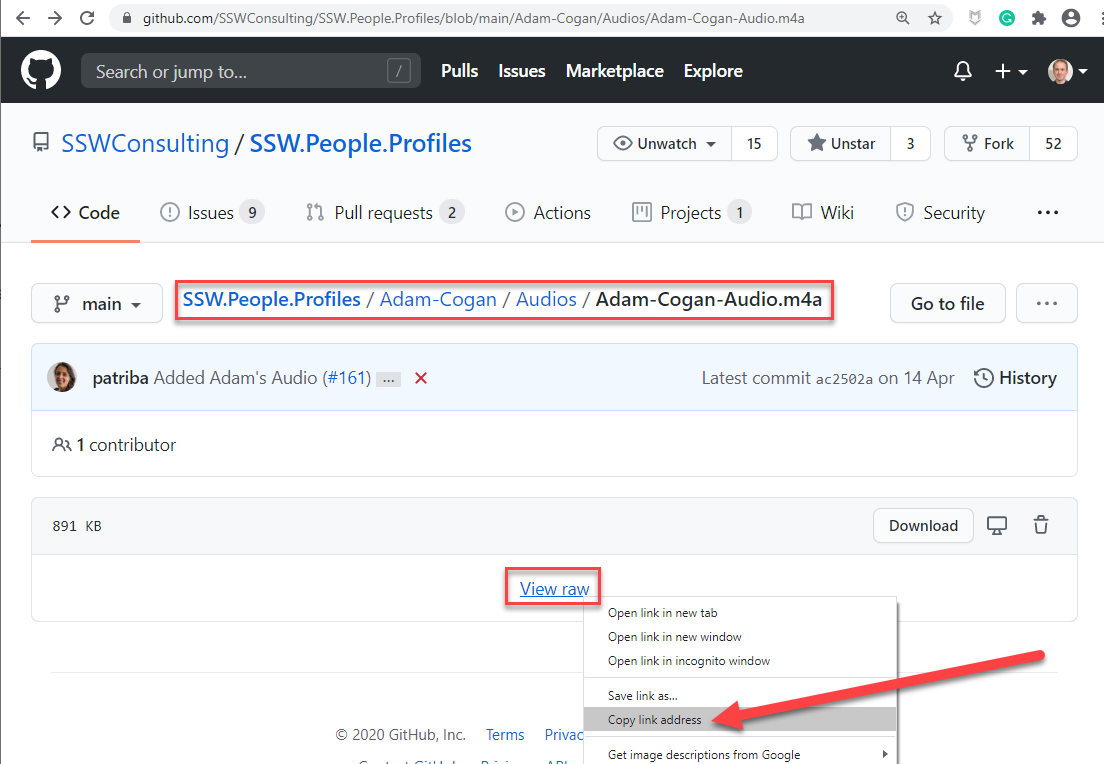 github.com/SSWConsulting/SSW.People.Profiles/blob/main/Adam-Cogan/Audios/Adam-Cogan-Audio.m4a
Search or jump to... / Pulls Issues Marketplace Explore
SSWConsulting / SSW.People.Profiles Unwatch 15 Unstar 3 Fork 52
Code Issues 9 Pull requests 2 Actions Projects 1 Wiki Security ...
main SSW.People.Profiles / Adam-Cogan / Audios / Adam-Cogan-Audio.m4a Go to file ...
patriba Added Adam's Audio (#161) ... Latest commit ac2502a on 14 Apr History
1 contributor
891 KB Download
View raw
Open link in new tab
Open link in new window
Open link in incognito window
Save link as...
Copy link address
© 2020 GitHub, Inc. Terms Privac
Get image descriptions from Google